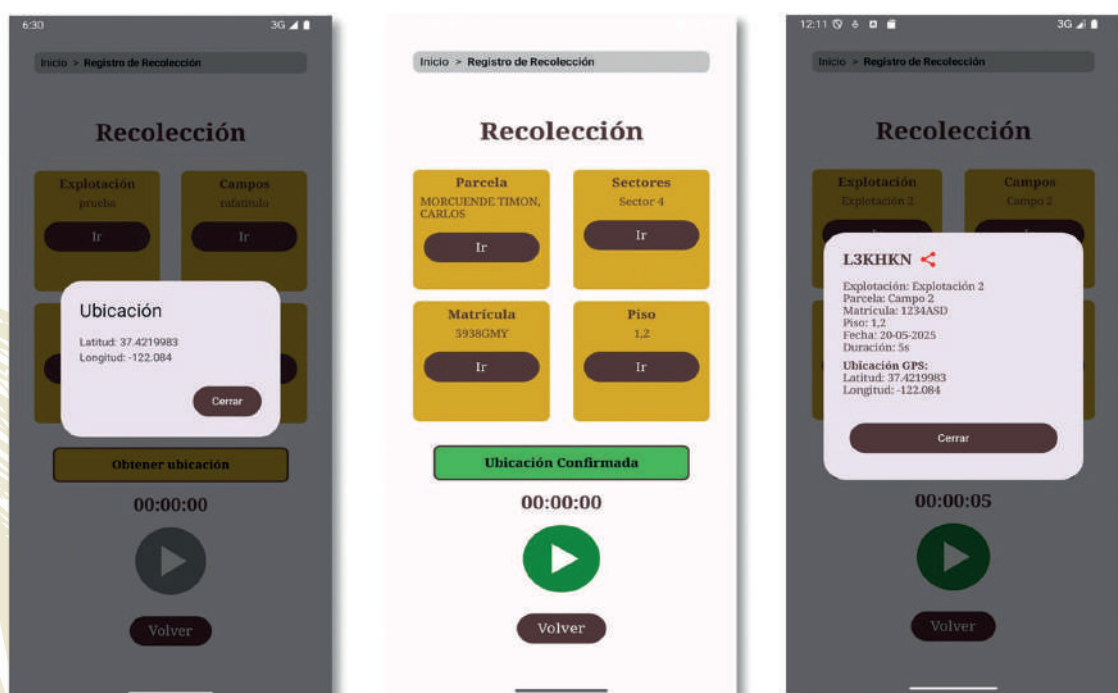 6:30
3G
Inicio > Registro de Recolección
Recolección
Explotación
prueba
Ir
Campos
rafatitulo
Ir
Ubicación
Latitud: 37.4219983
Longitud: -122.084
Cerrar
Obtener ubicación
00:00:00
Volver
Inicio > Registro de Recolección
Recolección
Parcela
MORCUENDE TIMON,
CARLOS
Ir
Sectores
Sector 4
Ir
Matrícula
5938GMY
Ir
Piso
1,2
Ir
Ubicación Confirmada
00:00:00
Volver
12:11
3G
Inicio > Registro de Recolección
Recolección
Explotación
Explotación 2
Campos
Campo 2
L3KHKN
Explotación: Explotación 2
Parcela: Campo 2
Matrícula: 1234ASD
Piso: 1,2
Fecha: 20-05-2025
Duración: 5s
Ubicación GPS:
Latitud: 37.4219983
Longitud: -122.084
Cerrar
00:00:05
Volver